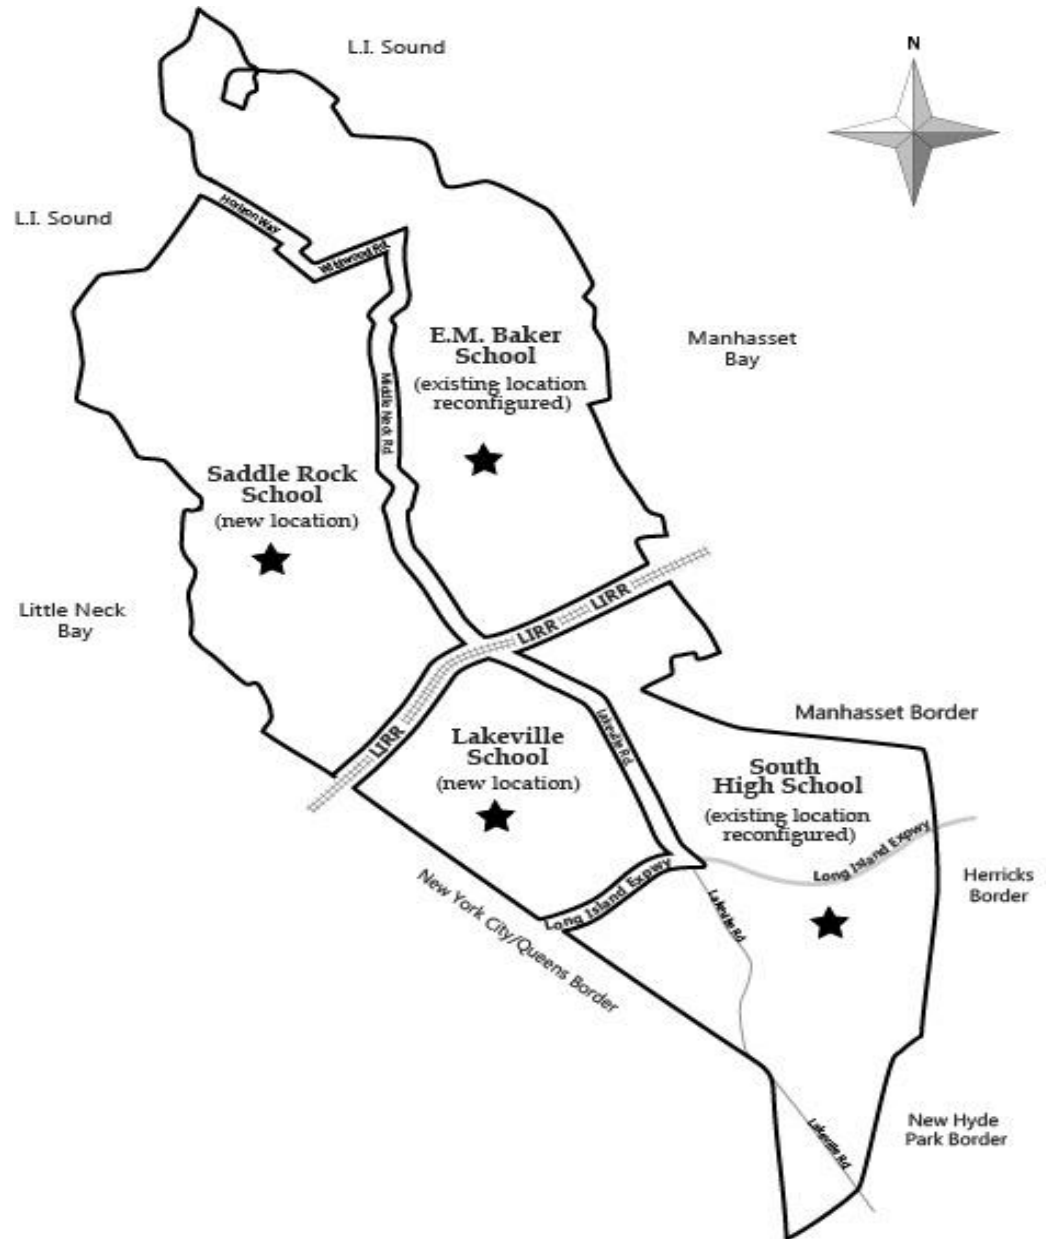 L.I. Sound
N
L.I. Sound
Horizon Way
Wildwood Rd.
E.M. Baker
School
(existing location
reconfigured)
Manhasset
Bay
Middle Neck Rd.
Saddle Rock
School
(new location)
LIRR
LIRR
Little Neck
Bay
LIRR
Lakeville Rd.
Manhasset Border
Lakeville
School
(new location)
South
High School
(existing location
reconfigured)
Long Island Expwy
Herricks
Border
Long Island Expwy
Lakeville Rd.
New York City/Queens Border
New Hyde
Park Border
Lakeville Rd.